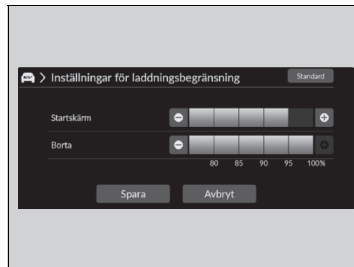 Inställningar för laddningsbegränsning Standard
Startskärm
Borta
80 85 90 95 100%
Spara Avbryt